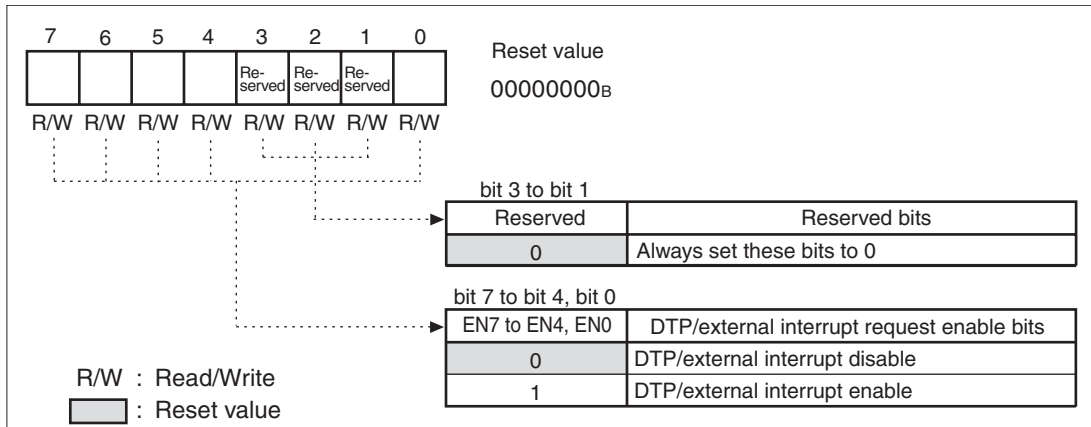 7 6 5 4 3 2 1 0
Reset value
Re-served Re-served Re-served
00000000B
R/W R/W R/W R/W R/W R/W R/W R/W
bit 3 to bit 1
Reserved Reserved bits
0 Always set these bits to 0
bit 7 to bit 4, bit 0
EN7 to EN4, EN0 DTP/external interrupt request enable bits
0 DTP/external interrupt disable
1 DTP/external interrupt enable
R/W : Read/Write
: Reset value